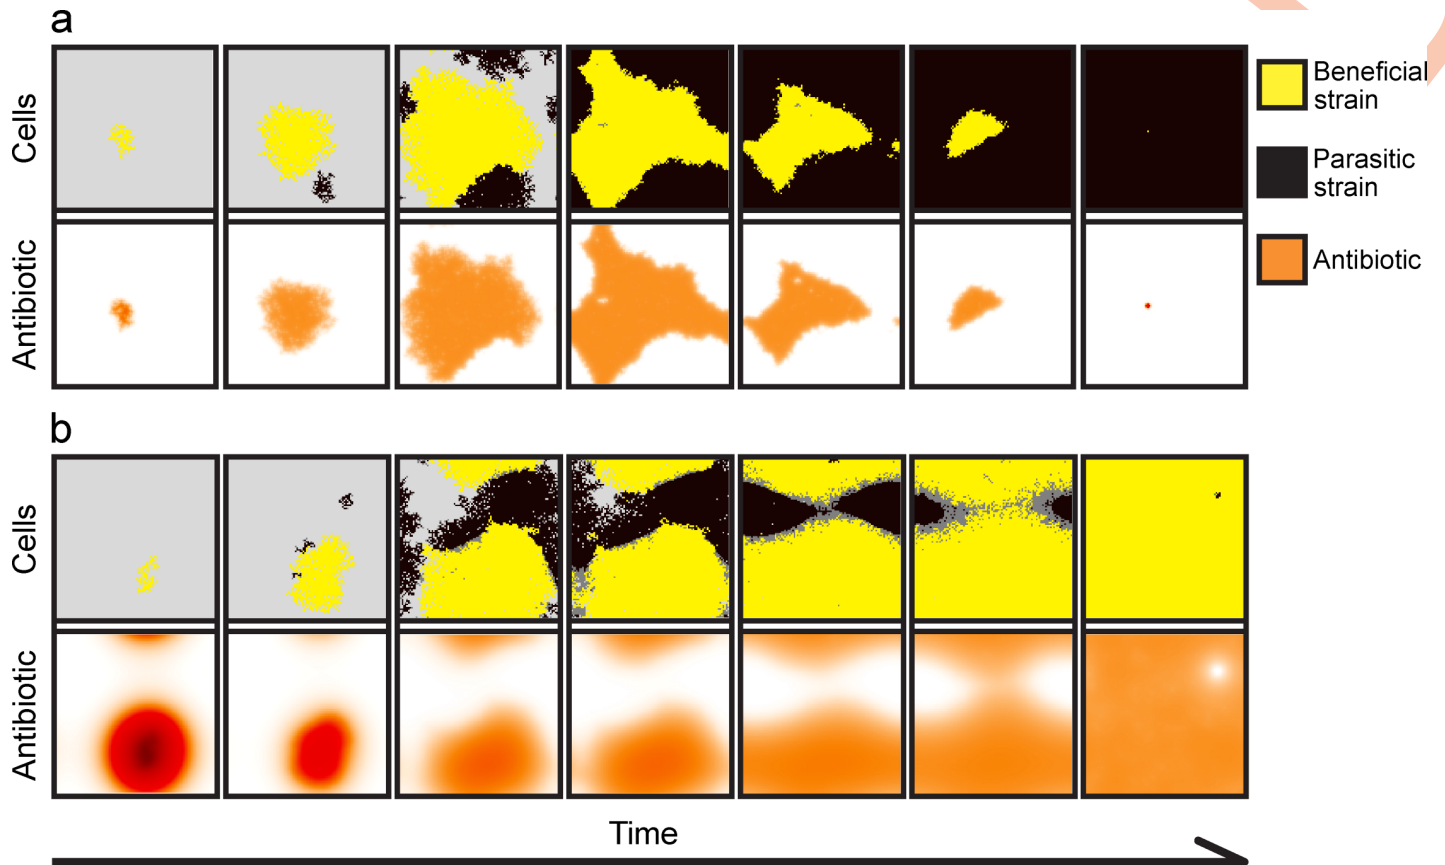 a
Cells
Beneficial
strain
Parasitic
strain
Antibiotic
Antibiotic
b
Cells
Antibiotic
Time